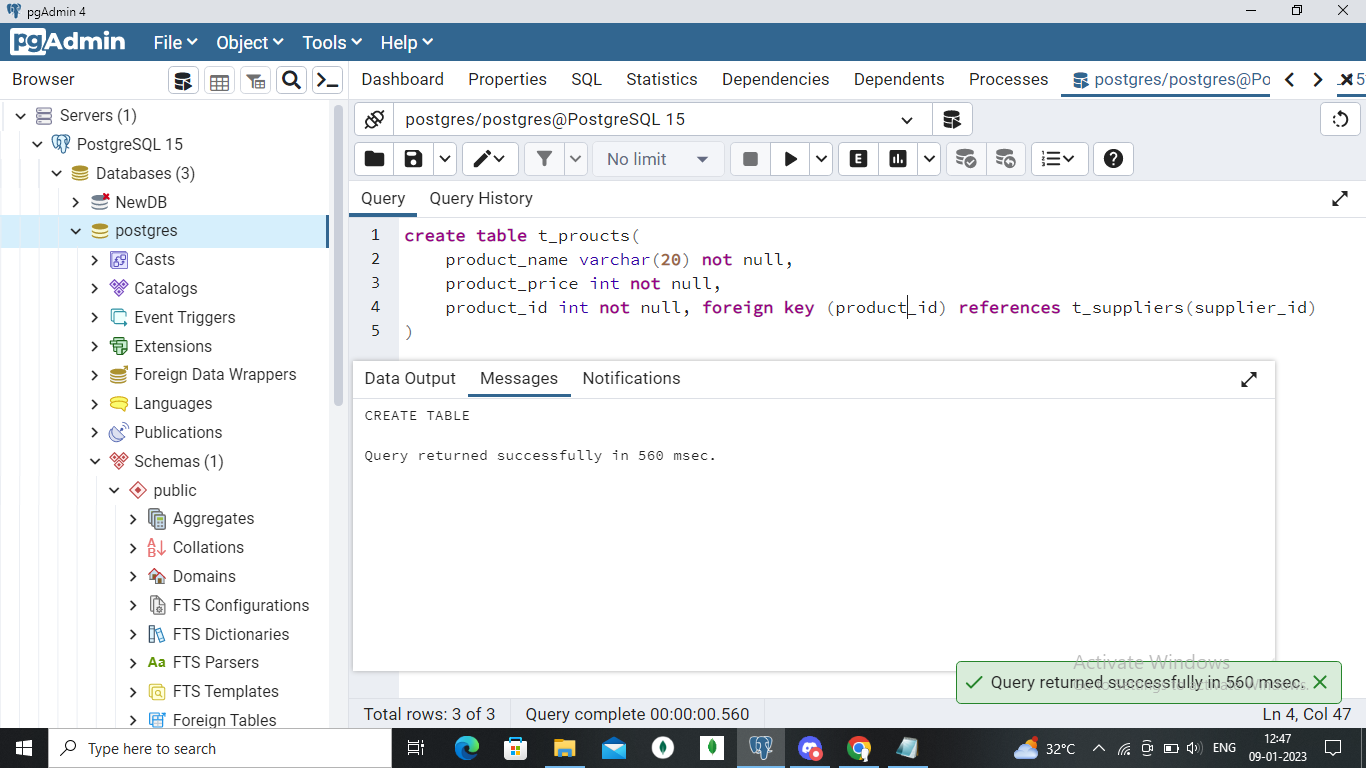 pgAdmin 4
pgAdmin File Object Tools Help
Browser
Dashboard Properties SQL Statistics Dependencies Dependents Processes postgres/postgres@Po
Servers (1)
PostgreSQL 15
Databases (3)
NewDB
postgres
Casts
Catalogs
Event Triggers
Extensions
Foreign Data Wrappers
Languages
Publications
Schemas (1)
public
Aggregates
Collations
Domains
FTS Configurations
FTS Dictionaries
Aa FTS Parsers
FTS Templates
Foreign Tables
postgres/postgres@PostgreSQL 15
No limit E
Query Query History
1 create table t_proucts(
2 product_name varchar(20) not null,
3 product_price int not null,
4 product_id int not null, foreign key (product_id) references t_suppliers(supplier_id)
5 )
Data Output Messages Notifications
CREATE TABLE
Query returned successfully in 560 msec.
Activate Windows
Query returned successfully in 560 msec.
Total rows: 3 of 3 Query complete 00:00:00.560 Ln 4, Col 47
Type here to search
32°C ENG 12:47
09-01-2023